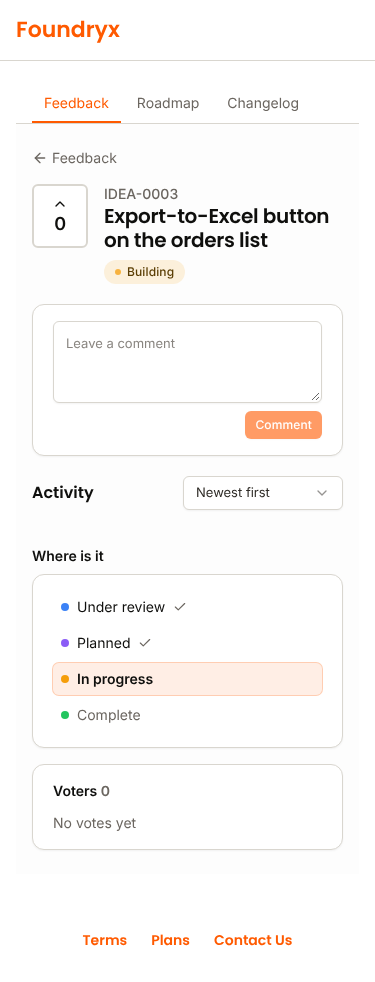 Foundryx
Feedback
Roadmap
Changelog
Feedback
0
IDEA-0003
Export-to-Excel button
on the orders list
Building
Leave a comment
Comment
Activity
Newest first
Where is it
Under review
Planned
In progress
Complete
Voters 0
No votes yet
Terms
Plans
Contact Us